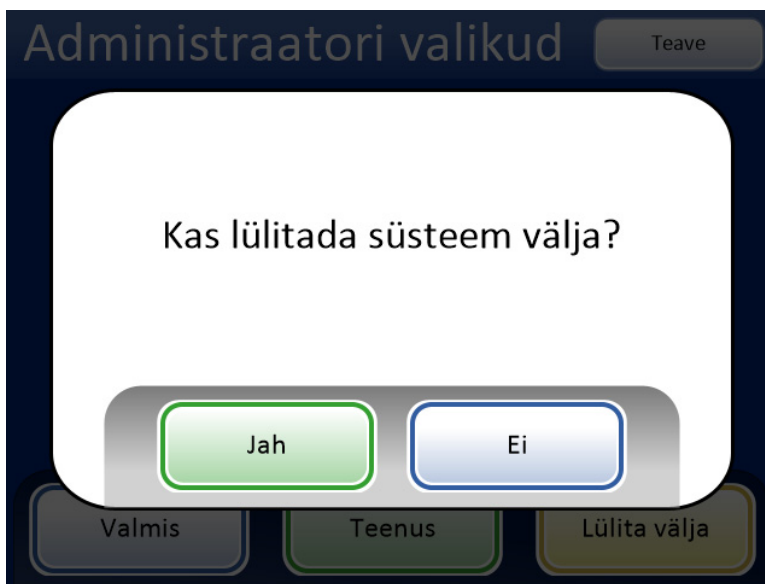 Administraatori valikud
Teave
Kas lülitada süsteem välja?
Jah
Ei
Valmis
Teenus
Lülita välja